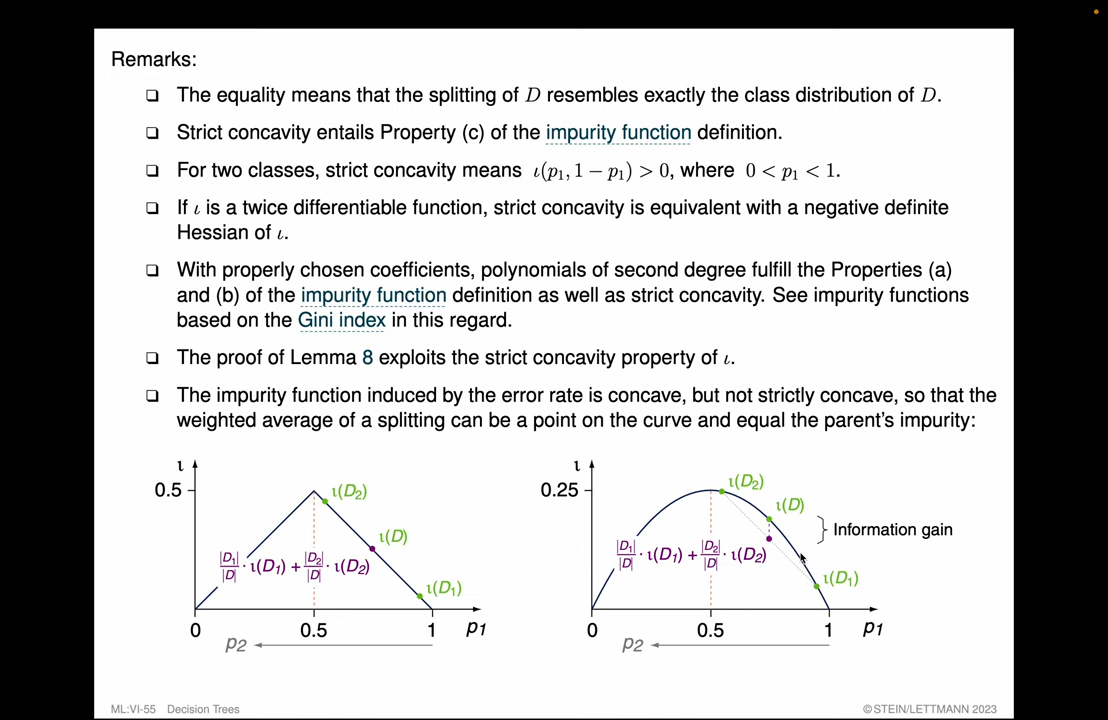 Remarks:
❑ The equality means that the splitting of D resembles exactly the class distribution of D.
❑ Strict concavity entails Property (c) of the impurity function definition.
❑ For two classes, strict concavity means ι(p₁, 1 − p₁) > 0, where 0 < p₁ < 1.
❑ If ι is a twice differentiable function, strict concavity is equivalent with a negative definite
Hessian of ι.
❑ With properly chosen coefficients, polynomials of second degree fulfill the Properties (a)
and (b) of the impurity function definition as well as strict concavity. See impurity functions
based on the Gini index in this regard.
❑ The proof of Lemma 8 exploits the strict concavity property of ι.
❑ The impurity function induced by the error rate is concave, but not strictly concave, so that the
weighted average of a splitting can be a point on the curve and equal the parent's impurity:
ι
0.5
ι(D₂)
ι(D)
|D₁|/|D| · ι(D₁) + |D₂|/|D| · ι(D₂)
ι(D₁)
0 0.5 1 p₁
p₂
ι
0.25
ι(D₂)
ι(D)
Information gain
|D₁|/|D| · ι(D₁) + |D₂|/|D| · ι(D₂)
ι(D₁)
0 0.5 1 p₁
p₂
ML:VI-55 Decision Trees
©STEIN/LETTMANN 2023